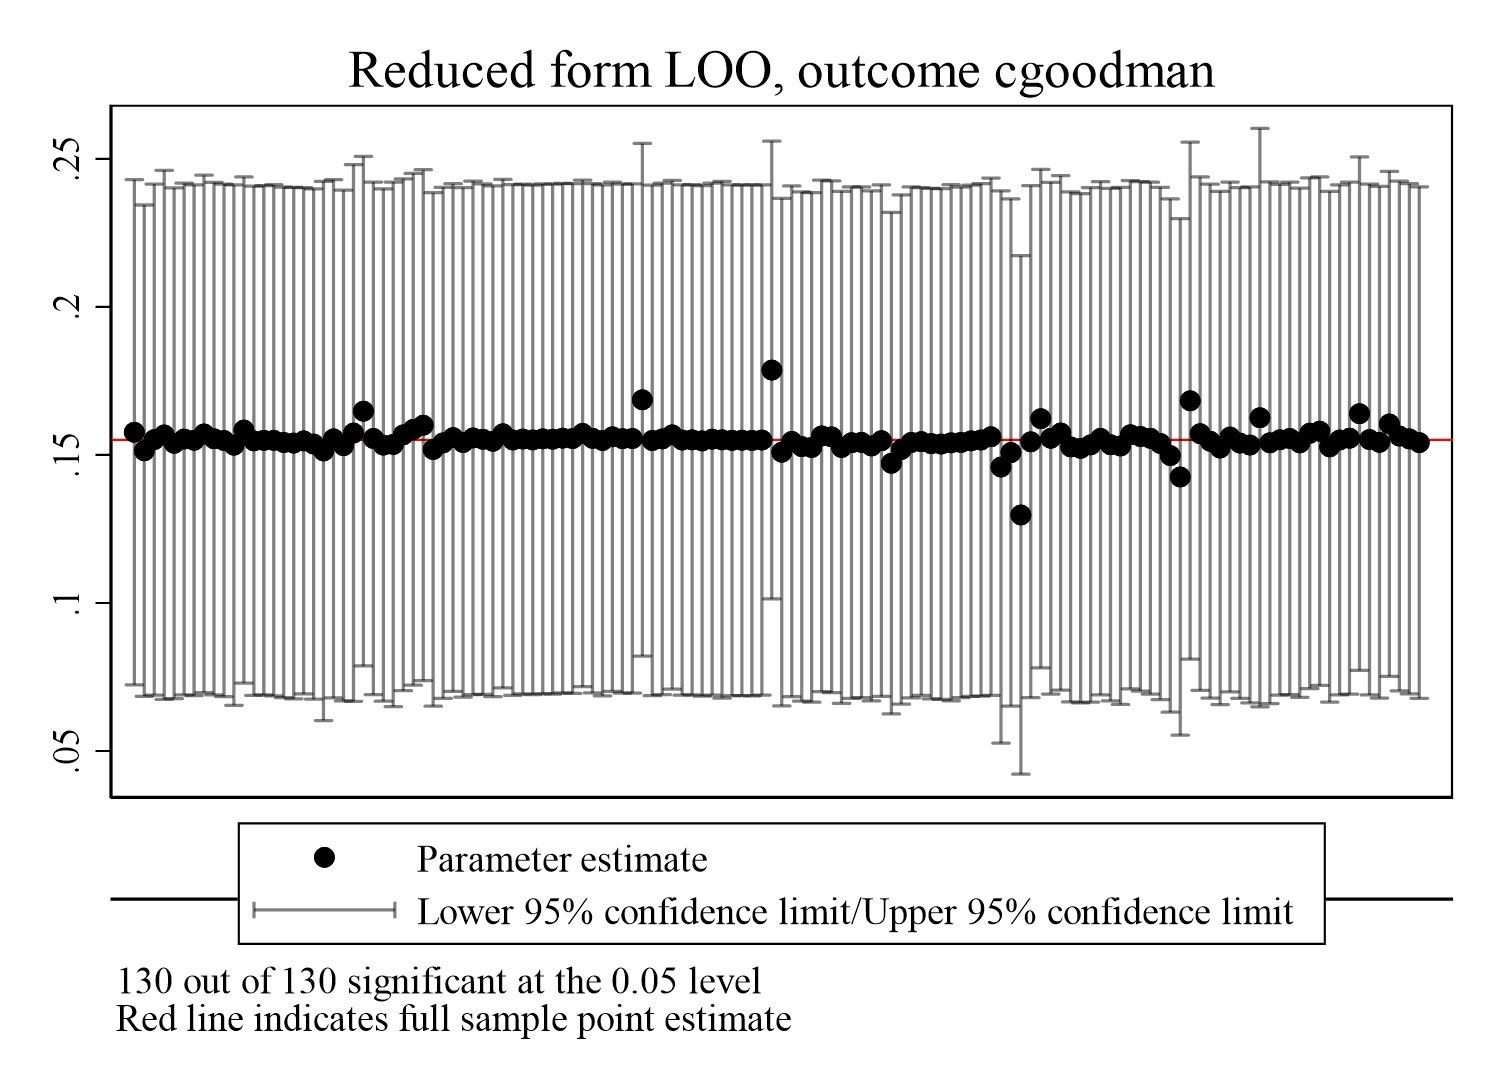 Reduced form LOO, outcome cgoodman
.25
.2
.15
.1
.05
Parameter estimate
Lower 95% confidence limit/Upper 95% confidence limit
130 out of 130 significant at the 0.05 level
Red line indicates full sample point estimate